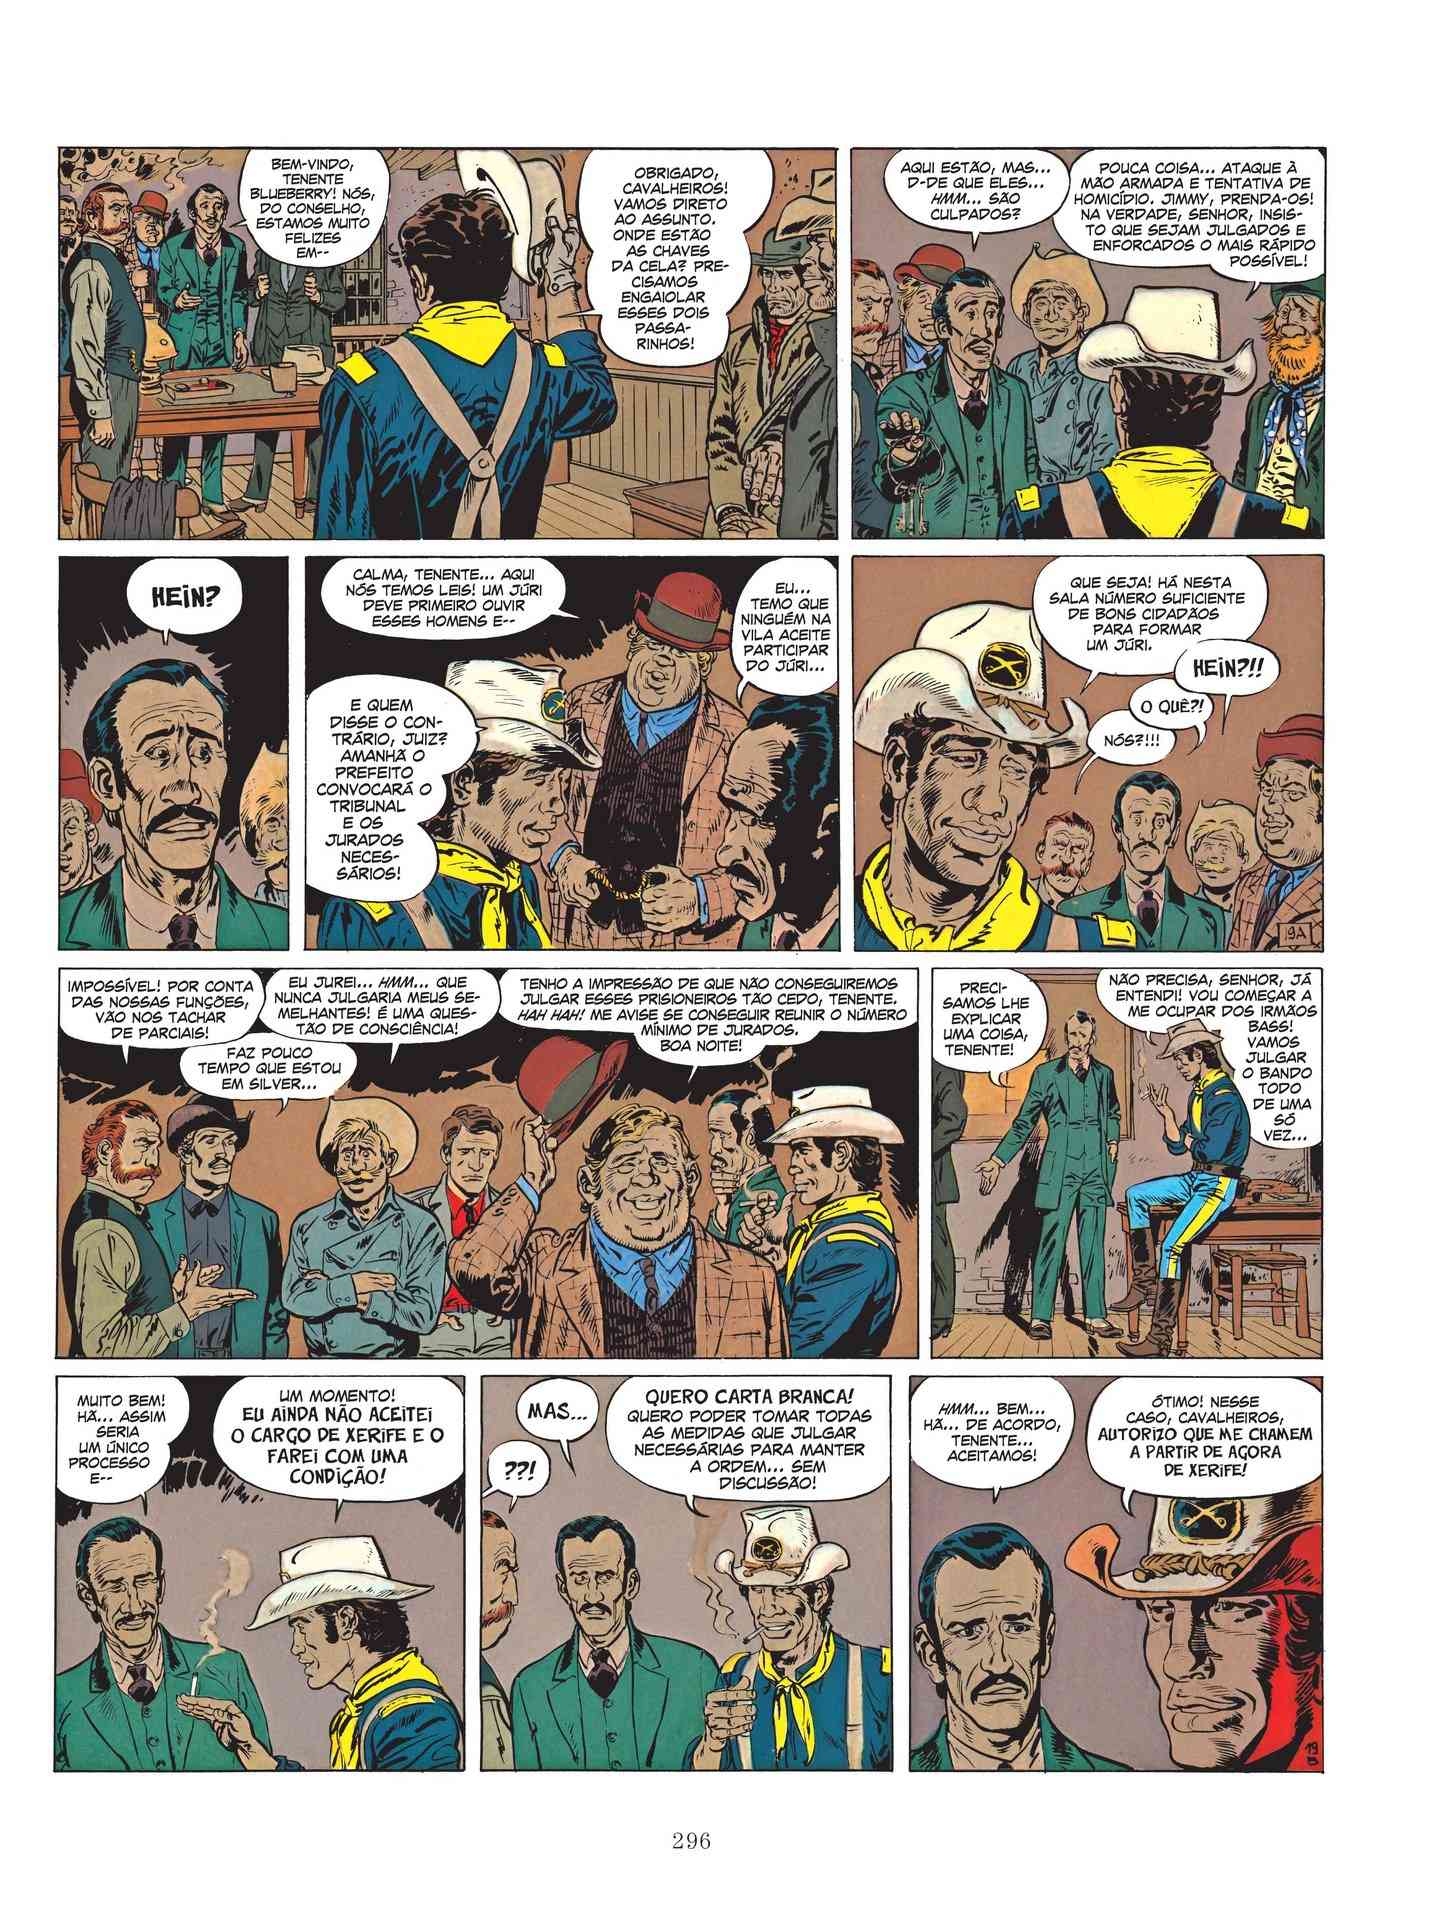 BEM-VINDO,
TENENTE
BLUEBERRY! NÓS,
DO CONSELHO,
ESTAMOS MUITO
FELIZES
EM--
OBRIGADO,
CAVALHEIROS!
VAMOS DIRETO
AO ASSUNTO.
ONDE ESTÃO
AS CHAVES
DA CELA? PRE-
CISAMOS
ENGAIOLAR
ESSES DOIS
PASSA-
RINHOS!
AQUI ESTÃO, MAS...
D-DE QUE ELES...
HMM... SÃO
CULPADOS?
POUCA COISA... ATAQUE À
MÃO ARMADA E TENTATIVA DE
HOMICÍDIO. JIMMY, PRENDA-OS!
NA VERDADE, SENHOR, INSIS-
TO QUE SEJAM JULGADOS E
ENFORCADOS O MAIS RÁPIDO
POSSÍVEL!
HEIN?
CALMA, TENENTE... AQUI
NÓS TEMOS LEIS! UM JÚRI
DEVE PRIMEIRO OUVIR
ESSES HOMENS E--
E QUEM
DISSE O CON-
TRÁRIO, JUIZ?
AMANHÃ O
PREFEITO
CONVOCARÁ O
TRIBUNAL
E OS
JURADOS
NECES-
SÁRIOS!
EU...
TEMO QUE
NINGUÉM NA
VILA ACEITE
PARTICIPAR
DO JÚRI...
QUE SEJA! HÁ NESTA
SALA NÚMERO SUFICIENTE
DE BONS CIDADÃOS
PARA FORMAR
UM JÚRI.
HEIN?!!
O QUÊ?!
NÓS?!!!
19A
IMPOSSÍVEL! POR CONTA
DAS NOSSAS FUNÇÕES,
VÃO NOS TACHAR
DE PARCIAIS!
FAZ POUCO
TEMPO QUE ESTOU
EM SILVER...
EU JUREI... HMM... QUE
NUNCA JULGARIA MEUS SE-
MELHANTES! É UMA QUES-
TÃO DE CONSCIÊNCIA!
TENHO A IMPRESSÃO DE QUE NÃO CONSEGUIREMOS
JULGAR ESSES PRISIONEIROS TÃO CEDO, TENENTE.
HAH HAH! ME AVISE SE CONSEGUIR REUNIR O NÚMERO
MÍNIMO DE JURADOS.
BOA NOITE!
PRECI-
SAMOS LHE
EXPLICAR
UMA COISA,
TENENTE!
NÃO PRECISA, SENHOR, JÁ
ENTENDI! VOU COMEÇAR A
ME OCUPAR DOS IRMÃOS
BASS!
VAMOS
JULGAR
O BANDO
TODO
DE UMA
SÓ
VEZ...
MUITO BEM!
HÃ... ASSIM
SERIA
UM ÚNICO
PROCESSO
E--
UM MOMENTO!
EU AINDA NÃO ACEITEI
O CARGO DE XERIFE E O
FAREI COM UMA
CONDIÇÃO!
MAS...
??!
QUERO CARTA BRANCA!
QUERO PODER TOMAR TODAS
AS MEDIDAS QUE JULGAR
NECESSÁRIAS PARA MANTER
A ORDEM... SEM
DISCUSSÃO!
HMM... BEM...
HÃ... DE ACORDO,
TENENTE...
ACEITAMOS!
ÓTIMO! NESSE
CASO, CAVALHEIROS,
AUTORIZO QUE ME CHAMEM
A PARTIR DE AGORA
DE XERIFE!
19
B
296